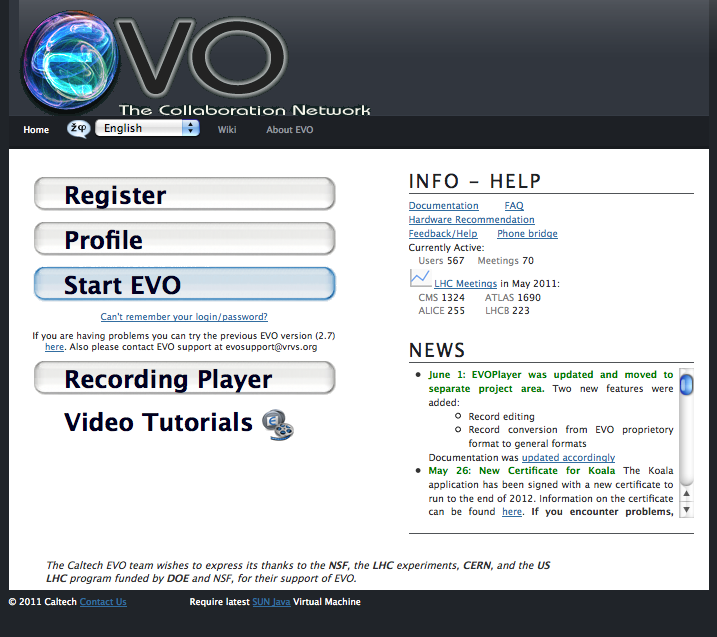 eVO
The Collaboration Network
Home žφ English Wiki About EVO
Register
Profile
Start EVO
Can't remember your login/password?
If you are having problems you can try the previous EVO version (2.7)
here. Also please contact EVO support at evosupport@vrvs.org
Recording Player
Video Tutorials
INFO - HELP
Documentation FAQ
Hardware Recommendation
Feedback/Help Phone bridge
Currently Active:
Users 567 Meetings 70
LHC Meetings in May 2011:
CMS 1324 ATLAS 1690
ALICE 255 LHCB 223
NEWS
June 1: EVOPlayer was updated and moved to
separate project area. Two new features were
added:
Record editing
Record conversion from EVO proprietory
format to general formats
Documentation was updated accordingly
May 26: New Certificate for Koala The Koala
application has been signed with a new certificate to
run to the end of 2012. Information on the certificate
can be found here. If you encounter problems,
The Caltech EVO team wishes to express its thanks to the NSF, the LHC experiments, CERN, and the US
LHC program funded by DOE and NSF, for their support of EVO.
© 2011 Caltech Contact Us Require latest SUN Java Virtual Machine